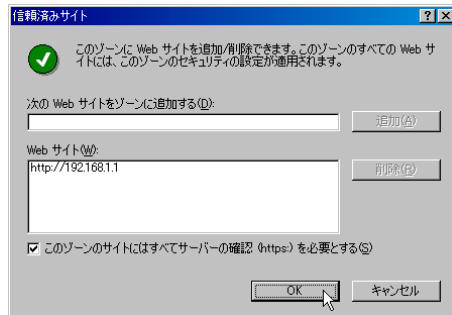 信頼済みサイト
このゾーンに Web サイトを追加/削除できます。このゾーンのすべての Web サ
イトには、このゾーンのセキュリティの設定が適用されます。
次の Web サイトをゾーンに追加する(D):
追加(A)
Web サイト(W):
http://192.168.1.1
削除(R)
このゾーンのサイトにはすべてサーバーの確認 (https:) を必要とする(S)
OK
キャンセル